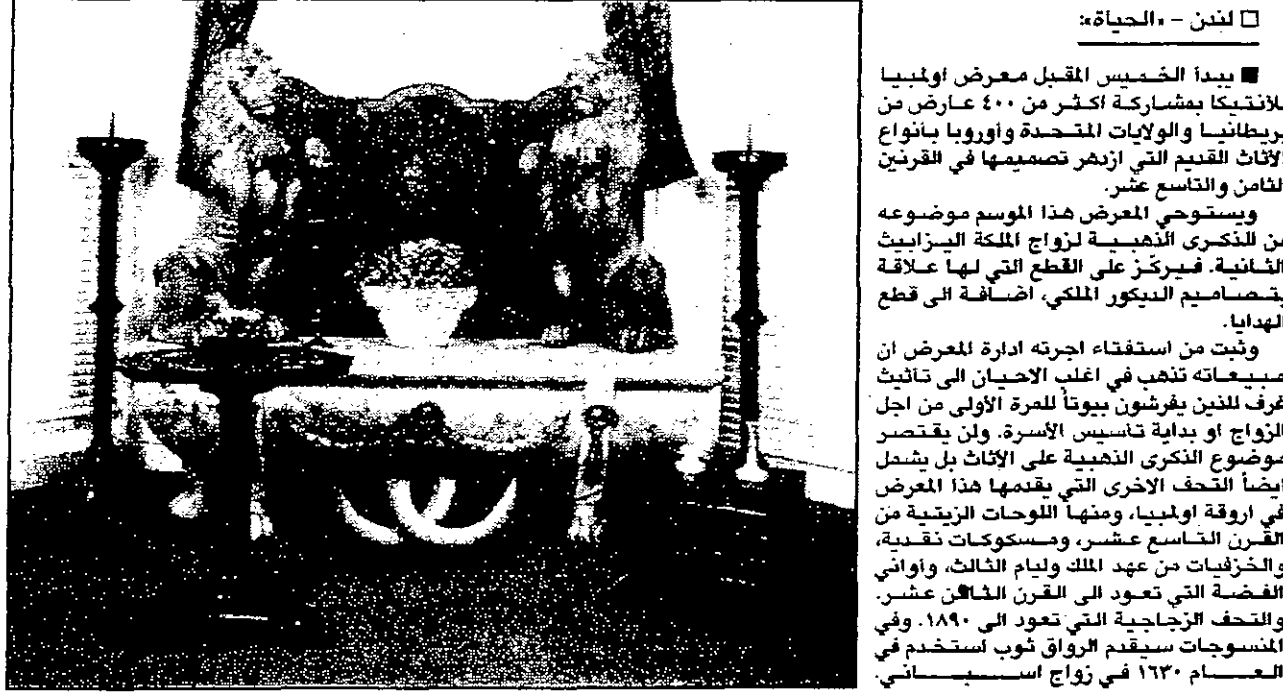 □ لندن – «الحياة»:
■ يبدأ الخميس المقبل معرض اولمبيا
للانتيكا بمشاركة اكثر من ٤٠٠ عارض من
بريطانيا والولايات المتحدة وأوروبا بأنواع
الأثاث القديم التي ازدهر تصميمها في القرنين
الثامن والتاسع عشر.
ويستوحي المعرض هذا الموسم موضوعه
من الذكرى الذهبية لزواج الملكة اليزابيث
الثانية. فيركّز على القطع التي لها علاقة
بتصاميم الديكور الملكي، اضافة الى قطع
الهدايا.
وثبت من استفتاء اجرته ادارة المعرض ان
مبيعاته تذهب في اغلب الاحيان الى تأثيث
غرف للذين يفرشون بيوتاً للمرة الأولى من اجل
الزواج او بداية تأسيس الأسرة. ولن يقتصر
موضوع الذكرى الذهبية على الأثاث بل يشمل
ايضاً التحف الاخرى التي يقدمها هذا المعرض
في اروقة اولمبيا، ومنها اللوحات الزيتية من
القرن التاسع عشر، ومسكوكات نقدية،
والخزفيات من عهد الملك وليام الثالث، وأواني
الفضة التي تعود الى القرن الثامن عشر.
والتحف الزجاجية التي تعود الى ١٨٩٠. وفي
المنسوجات سيقدم الرواق ثوب استخدم في
العام ١٦٣٠ في زواج اسباني.